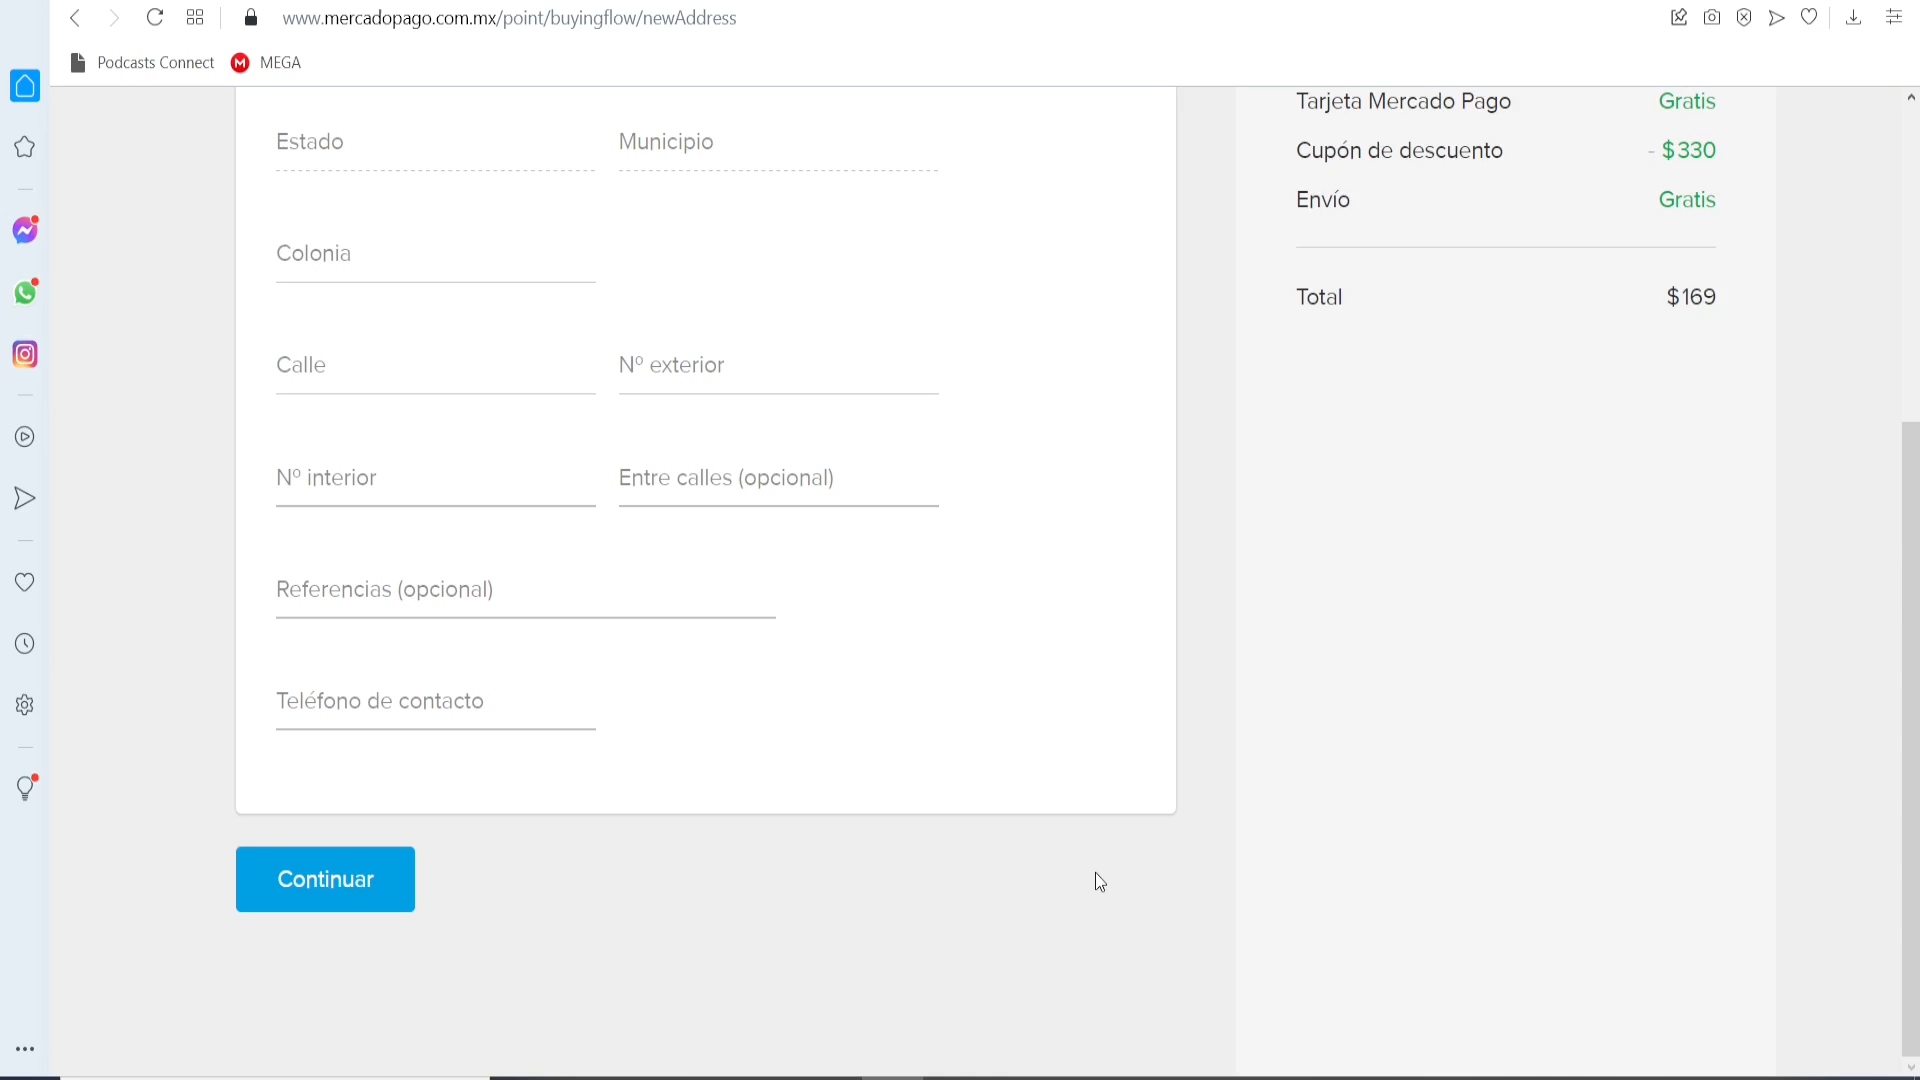 www.mercadopago.com.mx/point/buyingflow/newAddress
Podcasts Connect
M MEGA
Estado
Municipio
Colonia
Calle
Nº exterior
Nº interior
Entre calles (opcional)
Referencias (opcional)
Teléfono de contacto
Continuar
Tarjeta Mercado Pago Gratis
Cupón de descuento - $330
Envío Gratis
Total $169